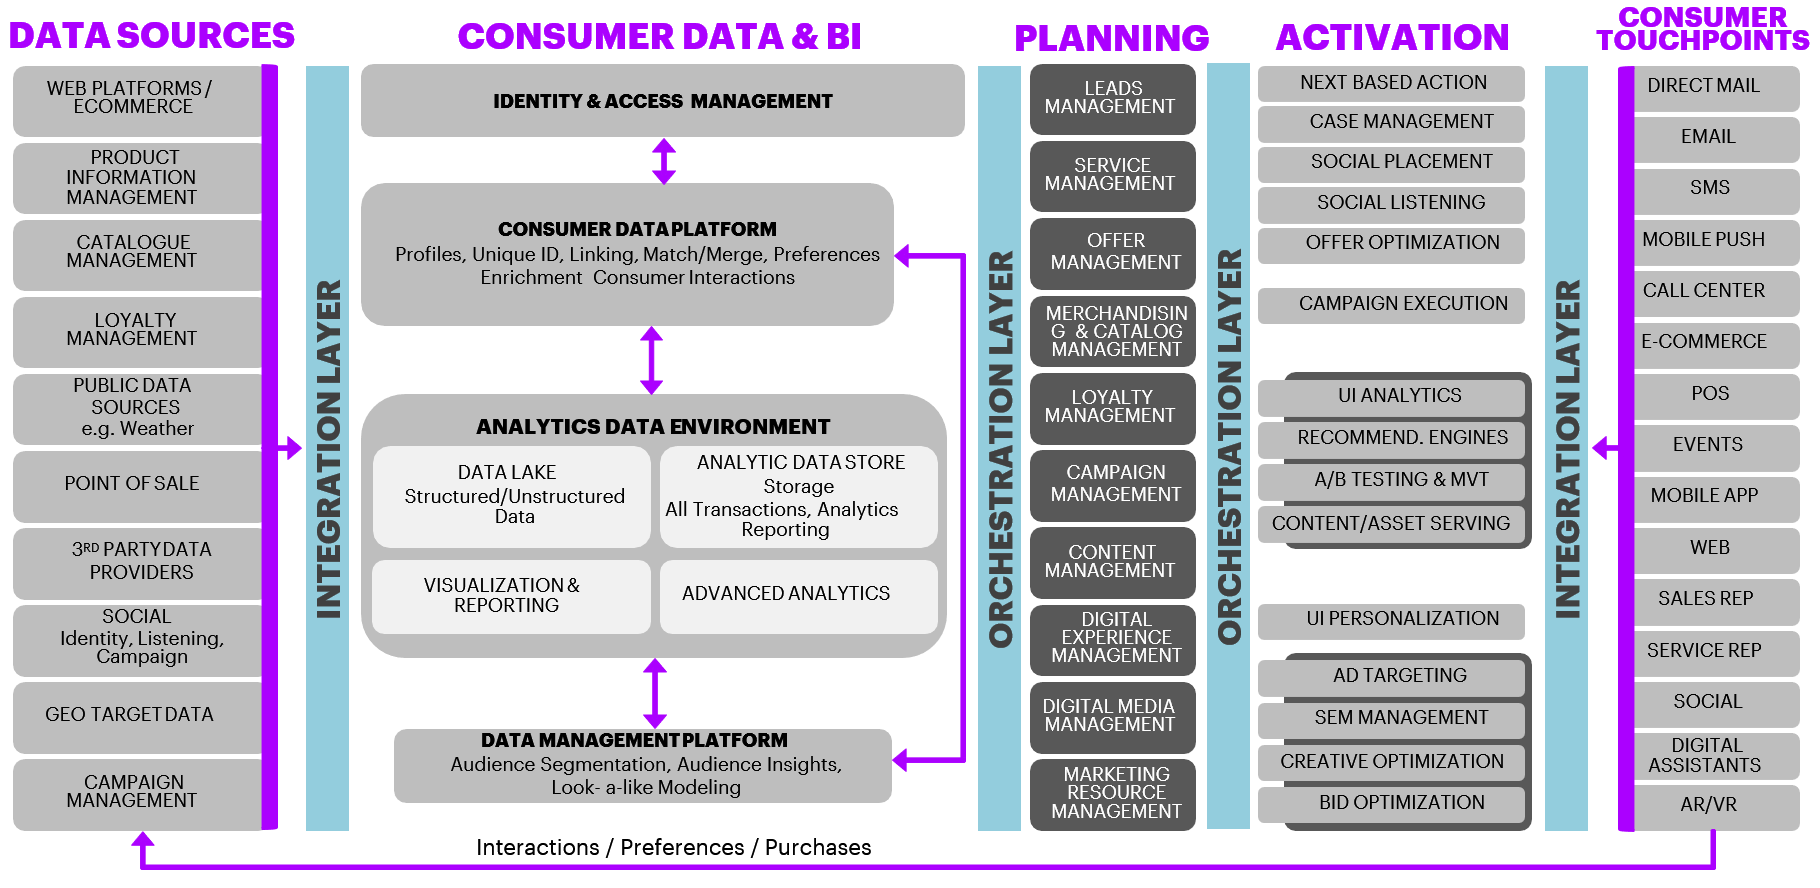 DATA SOURCES
WEB PLATFORMS /
ECOMMERCE
PRODUCT
INFORMATION
MANAGEMENT
CATALOGUE
MANAGEMENT
LOYALTY
MANAGEMENT
PUBLIC DATA
SOURCES
e.g. Weather
POINT OF SALE
3RD PARTY DATA
PROVIDERS
SOCIAL
Identity, Listening,
Campaign
GEO TARGET DATA
CAMPAIGN
MANAGEMENT
INTEGRATION LAYER
CONSUMER DATA & BI
IDENTITY & ACCESS MANAGEMENT
CONSUMER DATA PLATFORM
Profiles, Unique ID, Linking, Match/Merge, Preferences
Enrichment Consumer Interactions
ANALYTICS DATA ENVIRONMENT
DATA LAKE
Structured/Unstructured
Data
ANALYTIC DATA STORE
Storage
All Transactions, Analytics
Reporting
VISUALIZATION &
REPORTING
ADVANCED ANALYTICS
DATA MANAGEMENT PLATFORM
Audience Segmentation, Audience Insights,
Look- a-like Modeling
ORCHESTRATION LAYER
PLANNING
LEADS
MANAGEMENT
SERVICE
MANAGEMENT
OFFER
MANAGEMENT
MERCHANDISIN
G & CATALOG
MANAGEMENT
LOYALTY
MANAGEMENT
CAMPAIGN
MANAGEMENT
CONTENT
MANAGEMENT
DIGITAL
EXPERIENCE
MANAGEMENT
DIGITAL MEDIA
MANAGEMENT
MARKETING
RESOURCE
MANAGEMENT
ORCHESTRATION LAYER
ACTIVATION
NEXT BASED ACTION
CASE MANAGEMENT
SOCIAL PLACEMENT
SOCIAL LISTENING
OFFER OPTIMIZATION
CAMPAIGN EXECUTION
UI ANALYTICS
RECOMMEND. ENGINES
A/B TESTING & MVT
CONTENT/ASSET SERVING
UI PERSONALIZATION
AD TARGETING
SEM MANAGEMENT
CREATIVE OPTIMIZATION
BID OPTIMIZATION
INTEGRATION LAYER
CONSUMER
TOUCHPOINTS
DIRECT MAIL
EMAIL
SMS
MOBILE PUSH
CALL CENTER
E-COMMERCE
POS
EVENTS
MOBILE APP
WEB
SALES REP
SERVICE REP
SOCIAL
DIGITAL
ASSISTANTS
AR/VR
Interactions / Preferences / Purchases